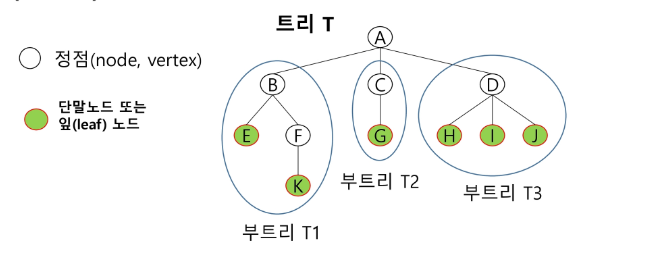 트리 T
A
정점(node, vertex)
B C D
단말노드 또는
잎(leaf) 노드
E F G H I J
K
부트리 T2
부트리 T3
부트리 T1